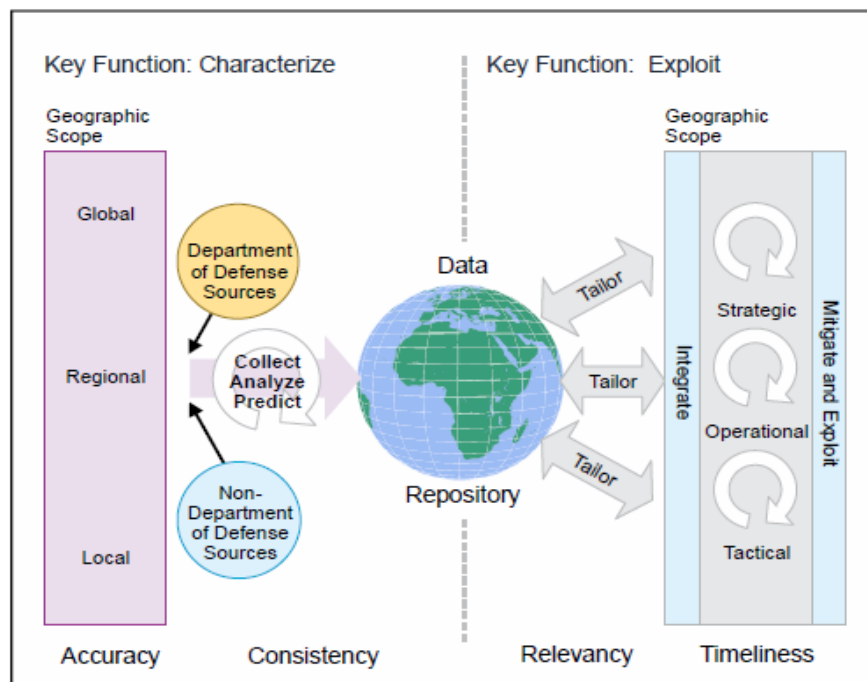 Key Function: Characterize
Key Function: Exploit
Geographic
Scope
Global
Regional
Local
Department
of Defense
Sources
Collect
Analyze
Predict
Non-
Department
of Defense
Sources
Data
Repository
Tailor
Tailor
Tailor
Geographic
Scope
Integrate
Strategic
Operational
Tactical
Mitigate and Exploit
Accuracy
Consistency
Relevancy
Timeliness